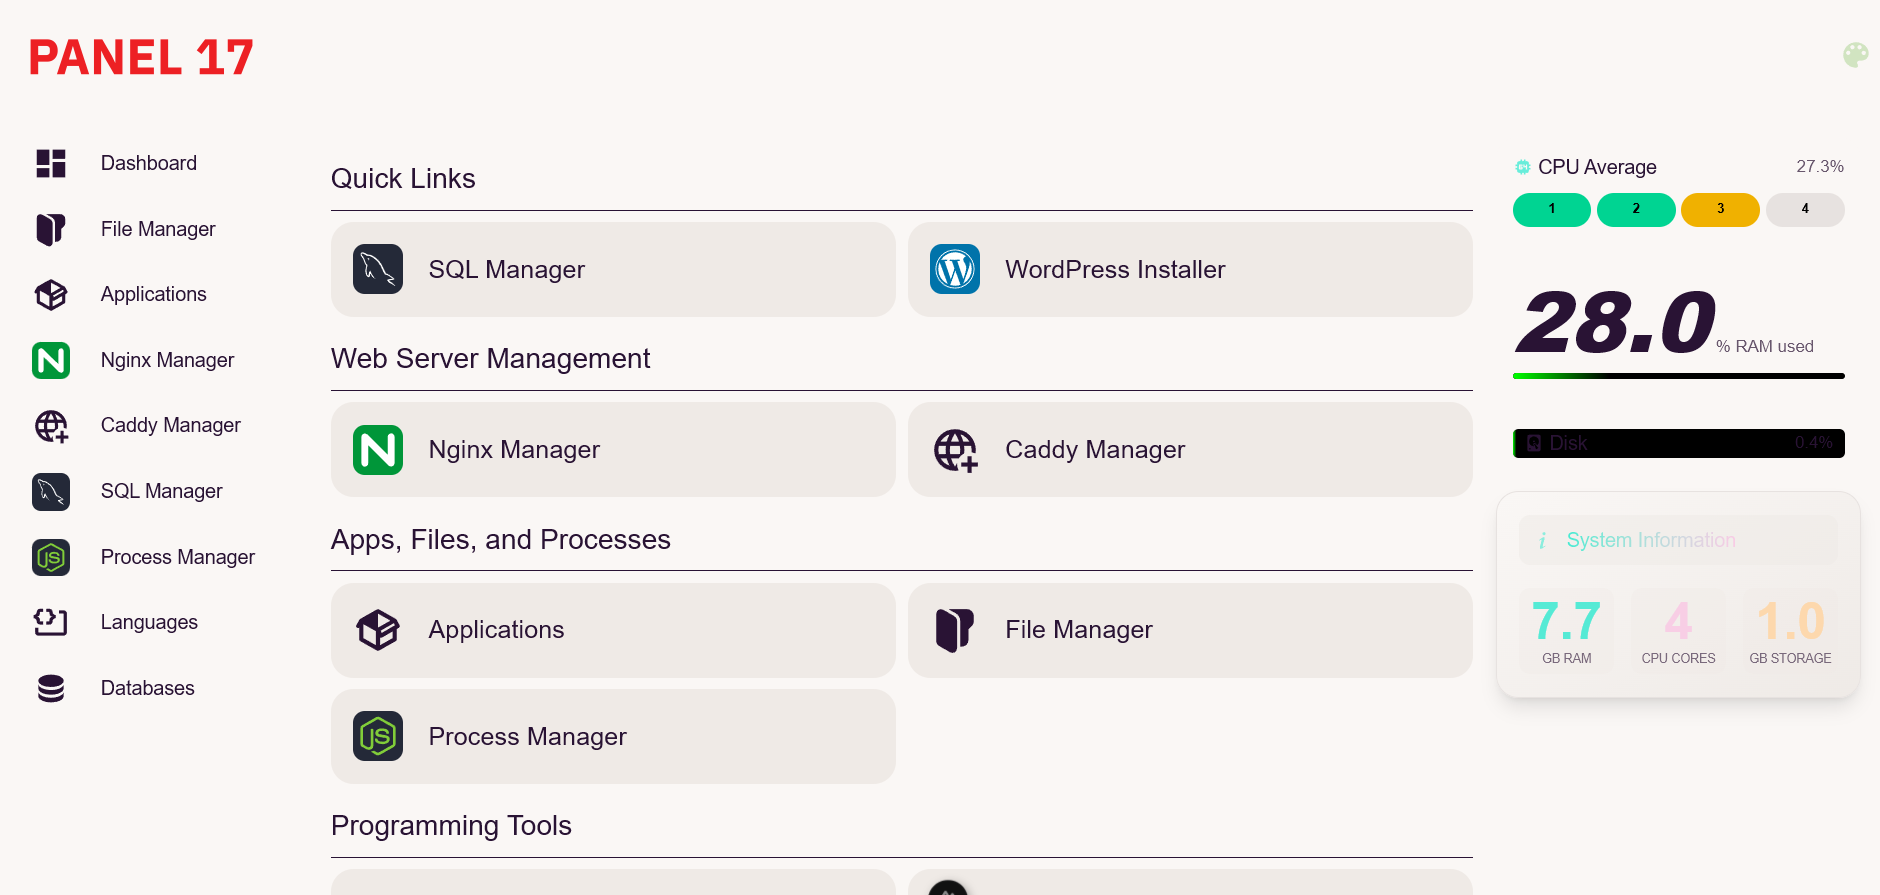 PANEL 17
Dashboard
File Manager
Applications
Nginx Manager
Caddy Manager
SQL Manager
Process Manager
Languages
Databases
Quick Links
SQL Manager
WordPress Installer
Web Server Management
Nginx Manager
Caddy Manager
Apps, Files, and Processes
Applications
File Manager
Process Manager
Programming Tools
CPU Average 27.3%
1 2 3 4
28.0 % RAM used
Disk 0.4%
System Information
7.7 4 1.0
GB RAM CPU CORES GB STORAGE